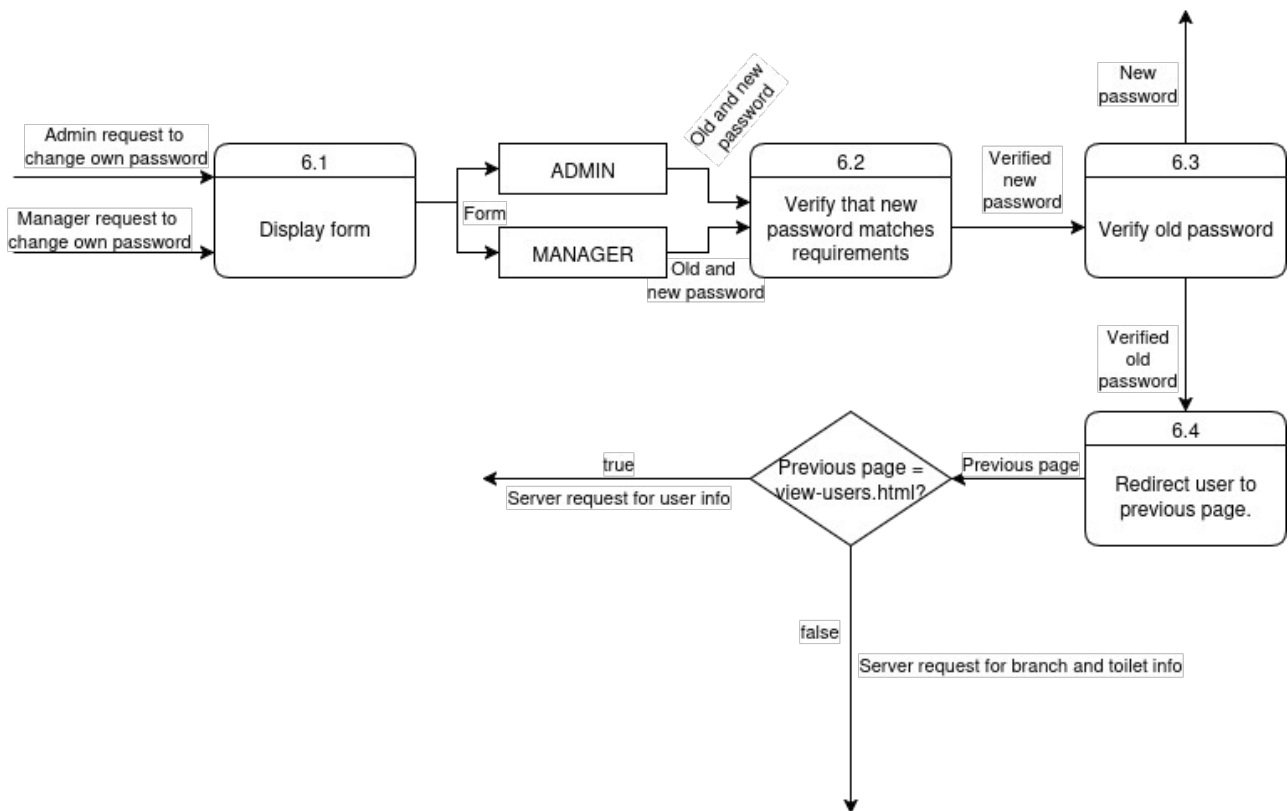 New
password
Old and new
password
Admin request to
change own password
6.1
Display form
Manager request to
change own password
Form
ADMIN
MANAGER
Old and
new password
6.2
Verify that new
password matches
requirements
Verified
new
password
6.3
Verify old password
Verified
old
password
6.4
Redirect user to
previous page.
Previous page
Previous page =
view-users.html?
true
Server request for user info
false
Server request for branch and toilet info